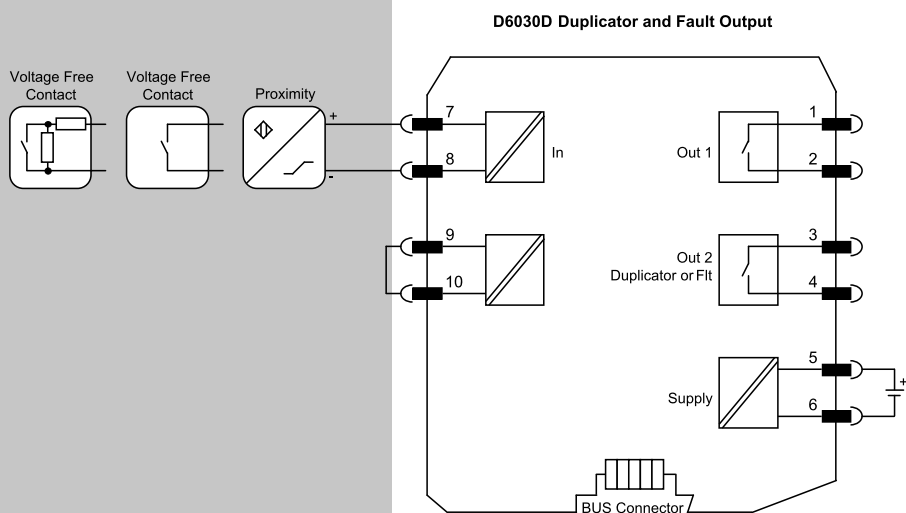 D6030D Duplicator and Fault Output
Voltage Free
Contact
Voltage Free
Contact
Proximity
+
-
7
8
In
9
10
Out 1
1
2
Out 2
Duplicator or Flt
3
4
Supply
5
6
+
BUS Connector